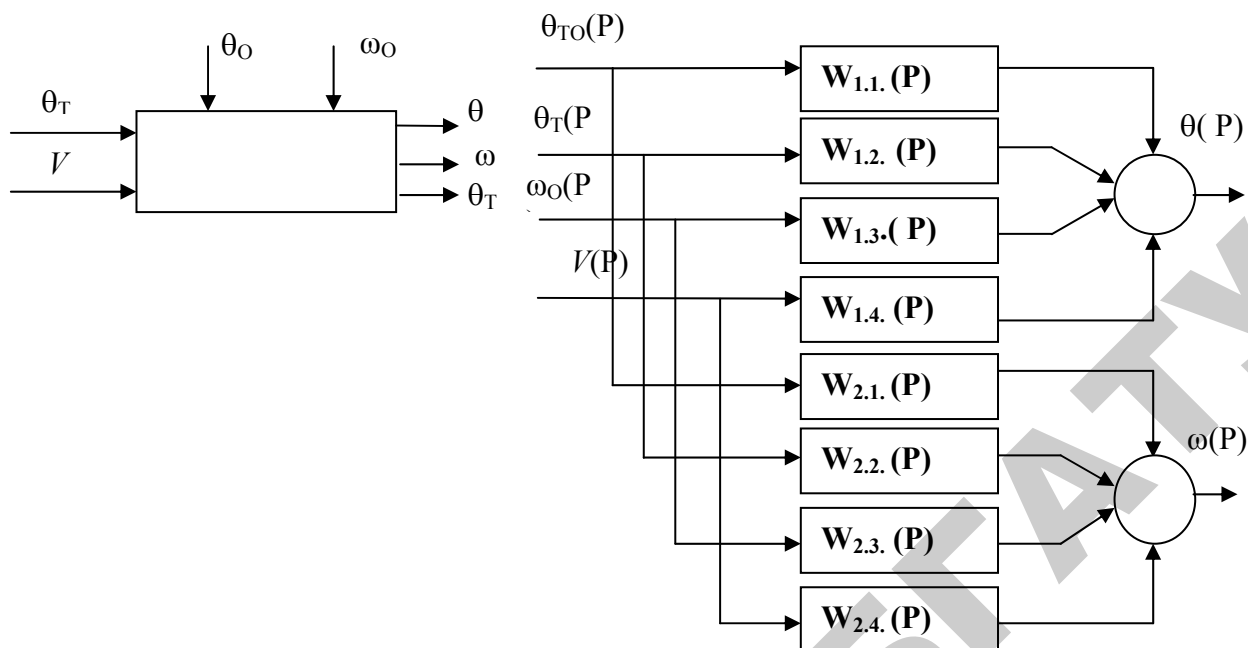 θO
ωO
θT
V
θ
ω
θT
θTO(P)
θT(P
ωO(P
V(P)
W1.1. (P)
W1.2. (P)
W1.3.( P)
W1.4. (P)
W2.1. (P)
W2.2. (P)
W2.3. (P)
W2.4. (P)
θ( P)
ω(P)
БГАТУ